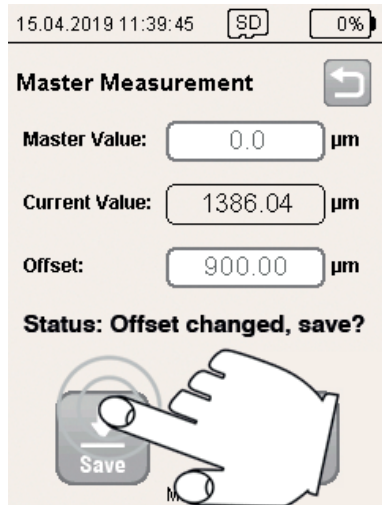 15.04.2019 11:39:45 SD 0%
Master Measurement
Master Value: 0.0 µm
Current Value: 1386.04 µm
Offset: 900.00 µm
Status: Offset changed, save?
Save
M